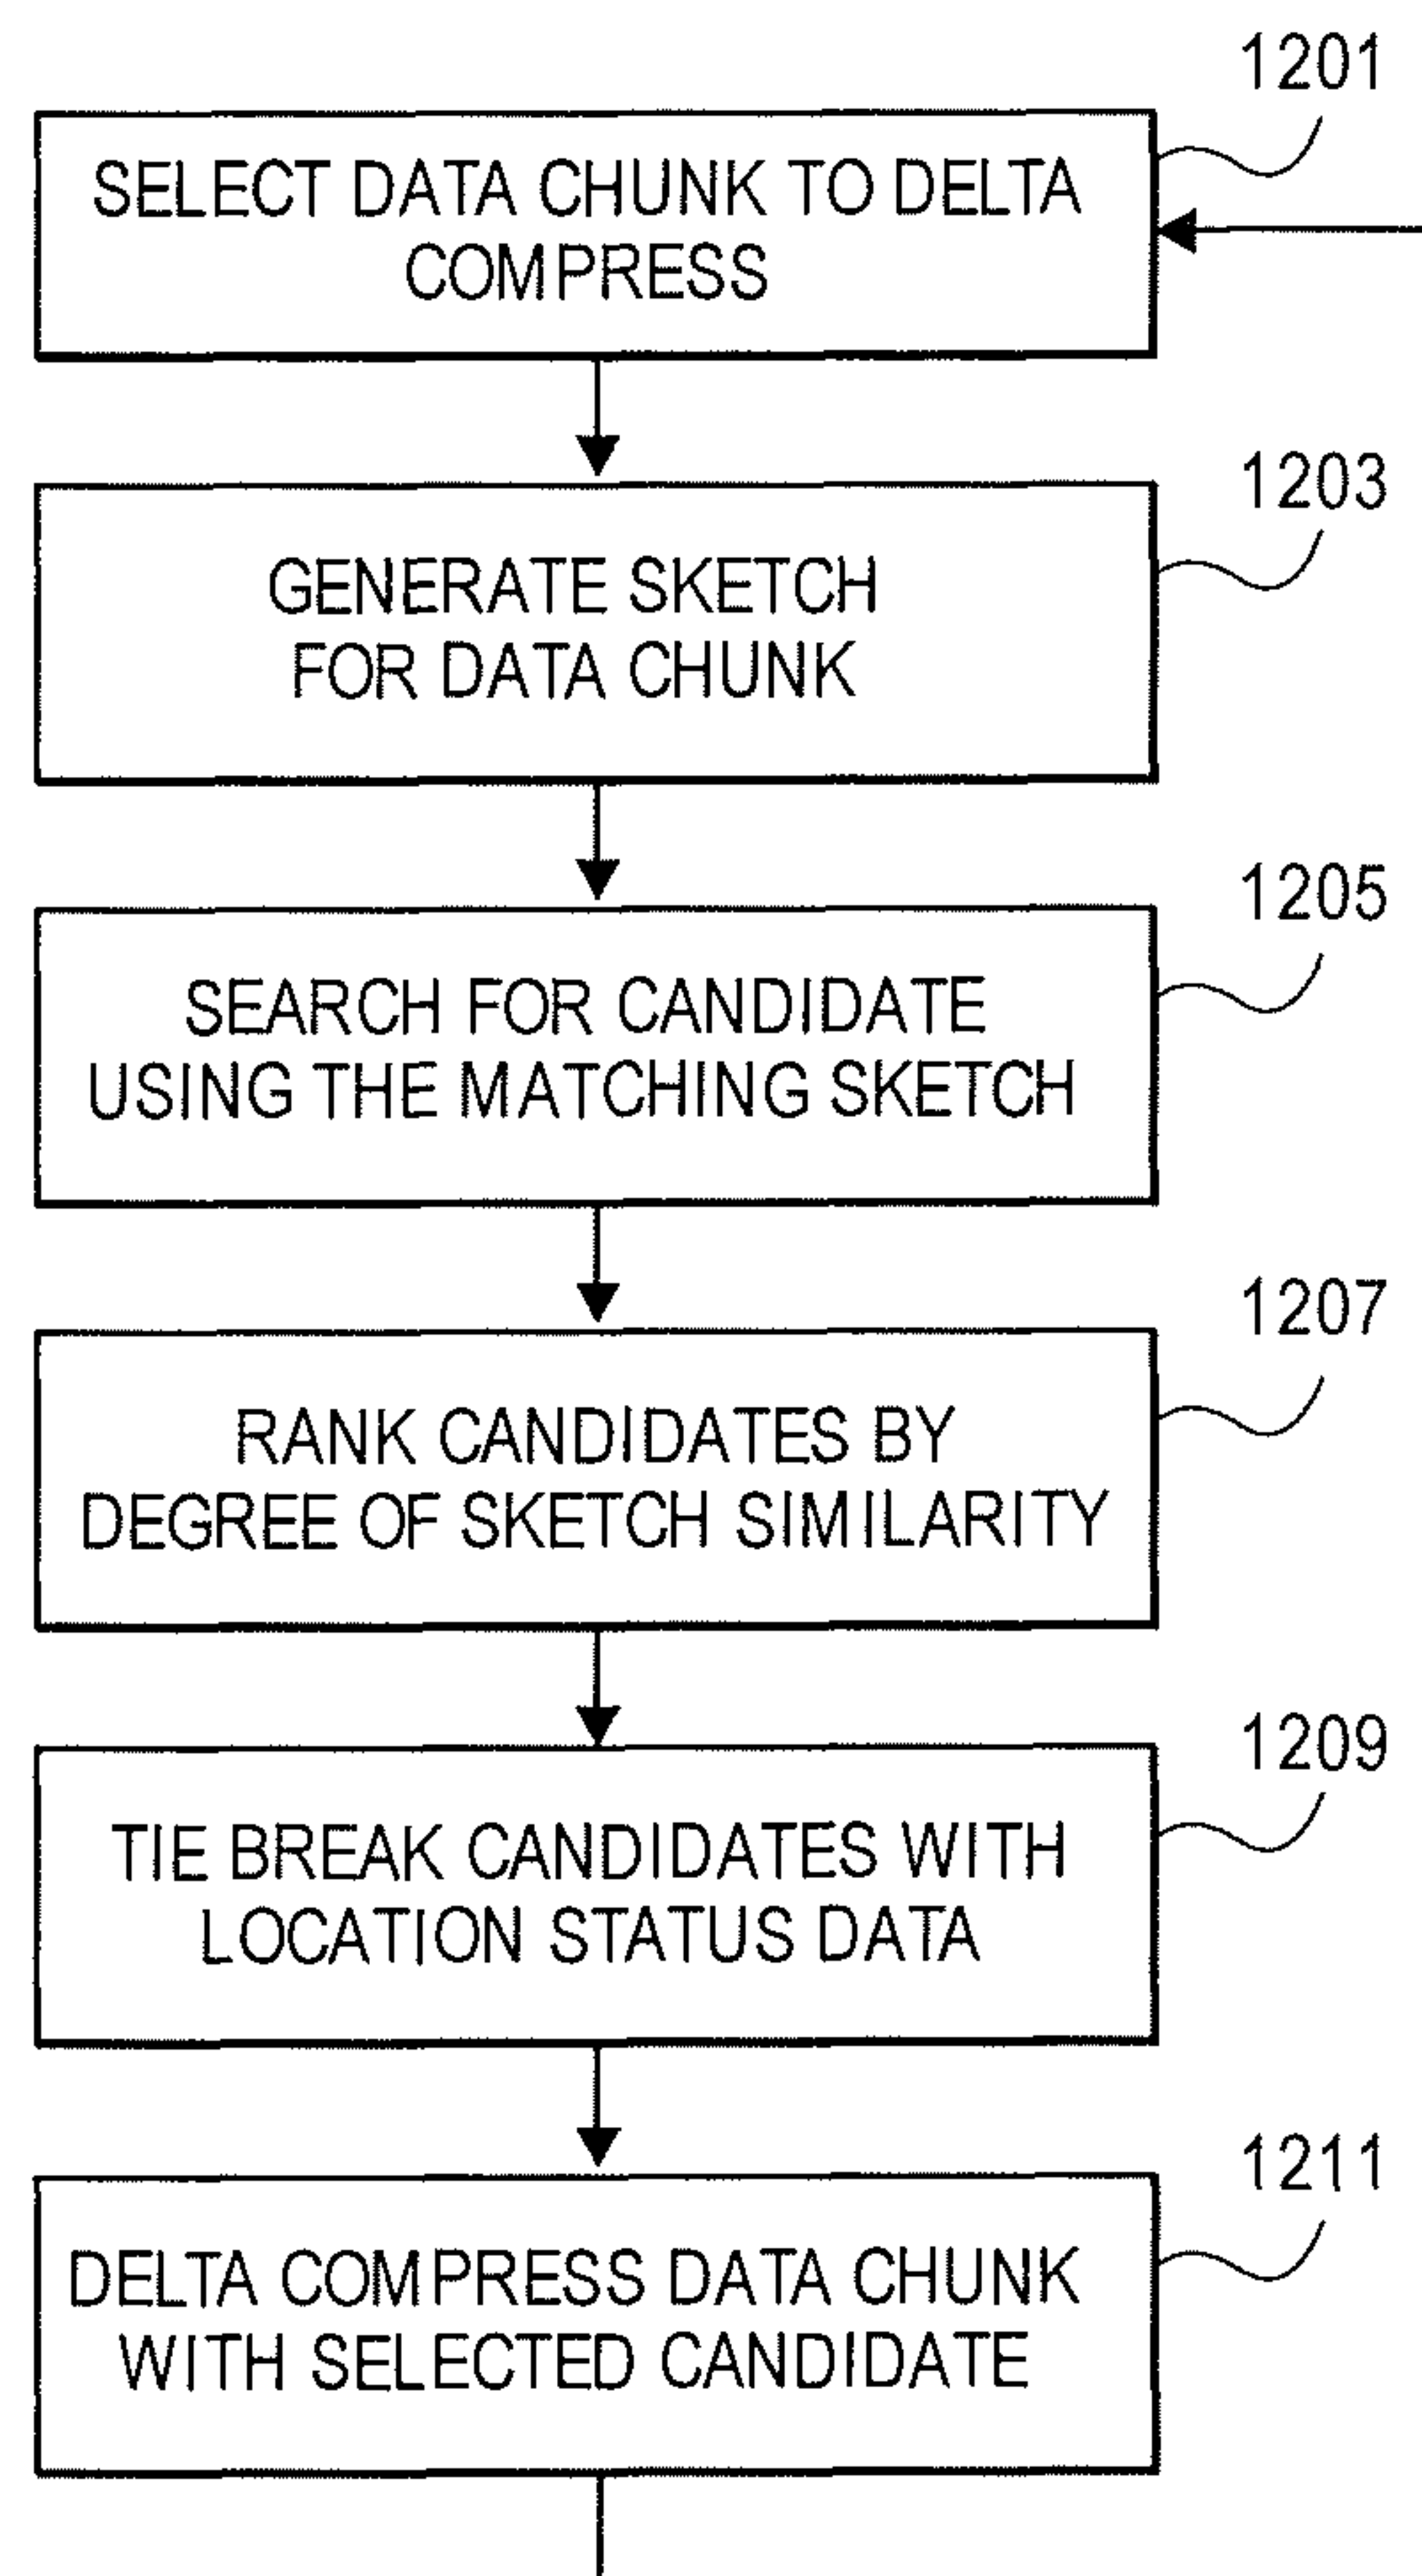 1201
SELECT DATA CHUNK TO DELTA
COMPRESS
1203
GENERATE SKETCH
FOR DATA CHUNK
1205
SEARCH FOR CANDIDATE
USING THE MATCHING SKETCH
1207
RANK CANDIDATES BY
DEGREE OF SKETCH SIMILARITY
1209
TIE BREAK CANDIDATES WITH
LOCATION STATUS DATA
1211
DELTA COMPRESS DATA CHUNK
WITH SELECTED CANDIDATE